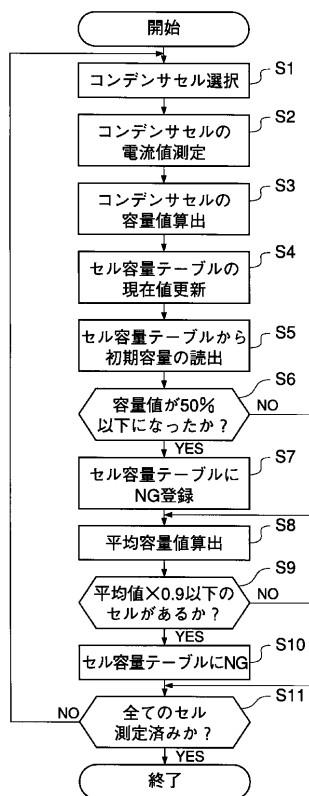 開始
コンデンサセル選択
S1
コンデンサセルの
電流値測定
S2
コンデンサセルの
容量値算出
S3
セル容量テーブルの
現在値更新
S4
セル容量テーブルから
初期容量の読出
S5
容量値が50%
以下になったか？
S6
NO
YES
セル容量テーブルに
NG登録
S7
平均容量値算出
S8
平均値×0.9以下の
セルがあるか？
S9
NO
YES
セル容量テーブルにNG
S10
全てのセル
測定済みか？
S11
NO
YES
終了